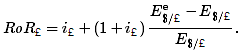 RoR_£ = i_£ + (1 + i_£) (E^e_$/£ − E_$/£) / E_$/£ .